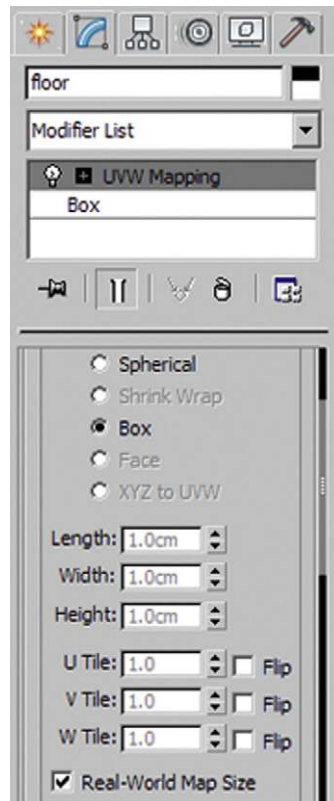 floor
Modifier List
UVW Mapping
Box
Spherical
Shrink Wrap
Box
Face
XYZ to UVW
Length: 1.0cm
Width: 1.0cm
Height: 1.0cm
U Tile: 1.0 Flip
V Tile: 1.0 Flip
W Tile: 1.0 Flip
Real-World Map Size